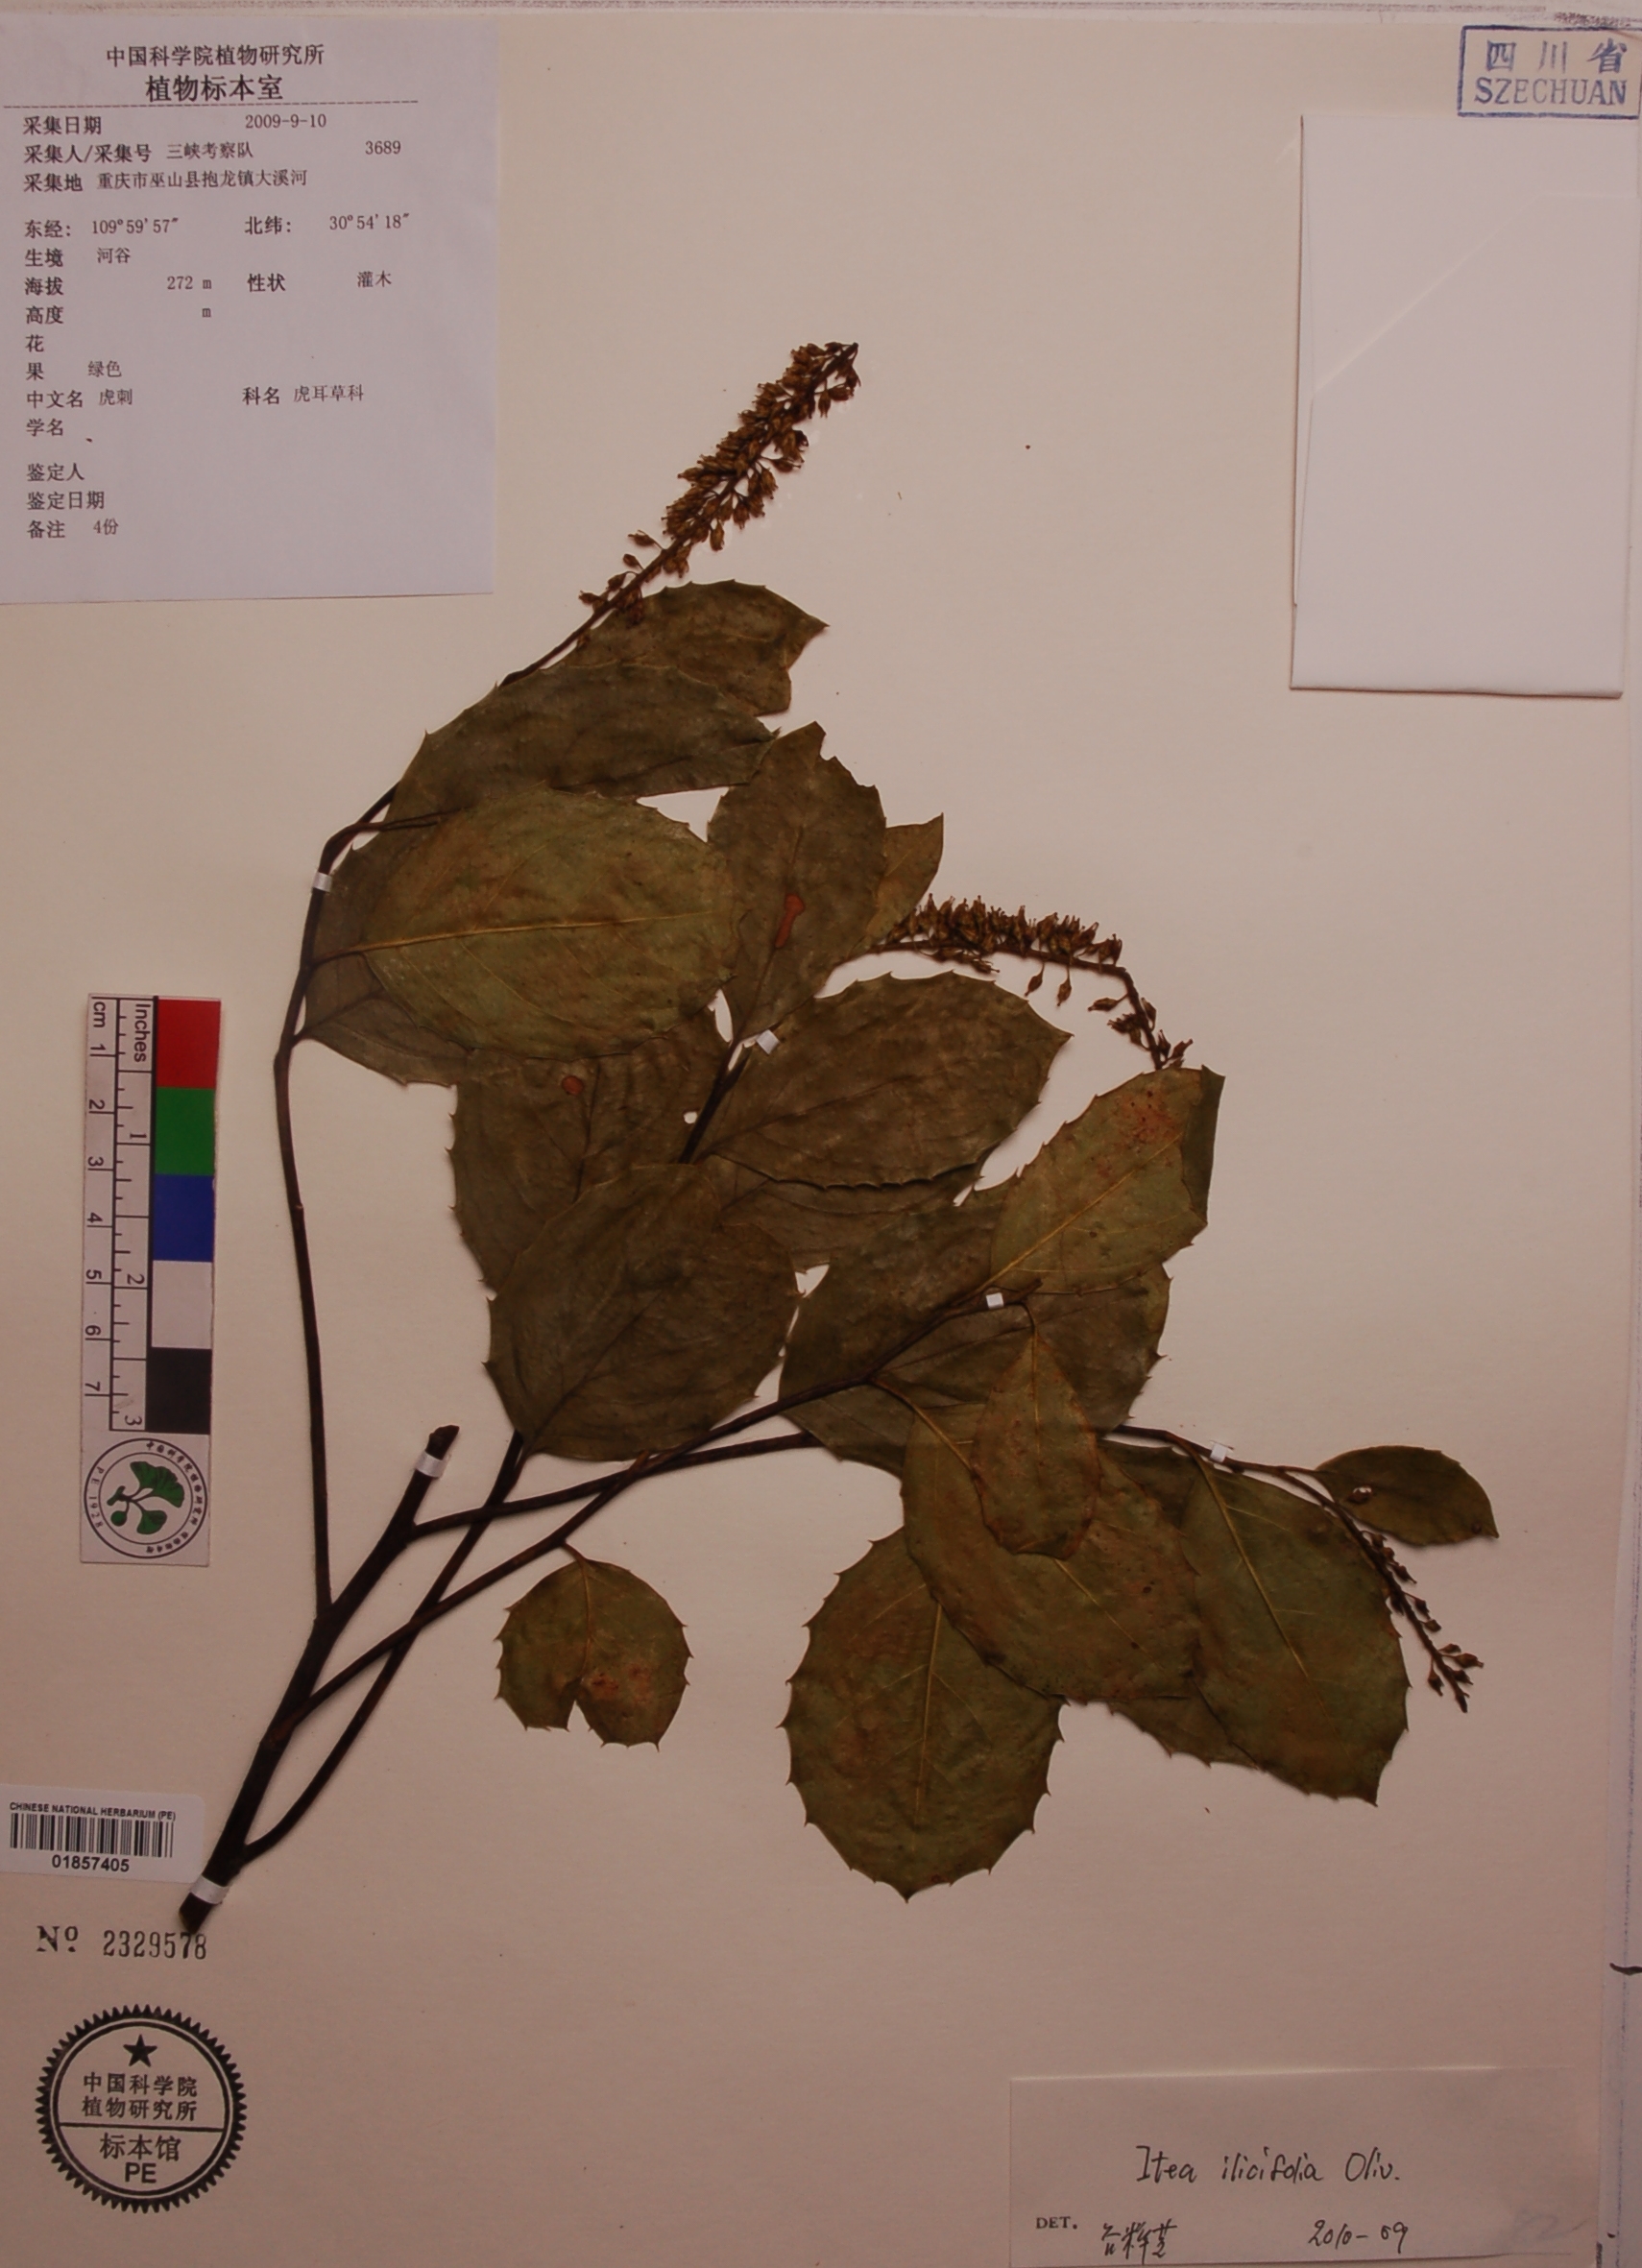 中国科学院植物研究所
植物标本室
采集日期 2009-9-10
采集人/采集号 三峡考察队 3689
采集地 重庆市巫山县抱龙镇大溪河
东经: 109°59'57″ 北纬: 30°54'18″
生境 河谷
海拔 272 m 性状 灌木
高度 m
花
果 绿色
中文名 虎刺 科名 虎耳草科
学名
鉴定人
鉴定日期
备注 4份
四川省
SZECHUAN
cm 1 2 3 4 5 6 7
Inches 1 2 3
PE 1928
CHINESE NATIONAL HERBARIUM (PE)
01857405
No 2329578
中国科学院
植物研究所
标本馆
PE
Itea ilicifolia Oliv.
DET. 2010-09